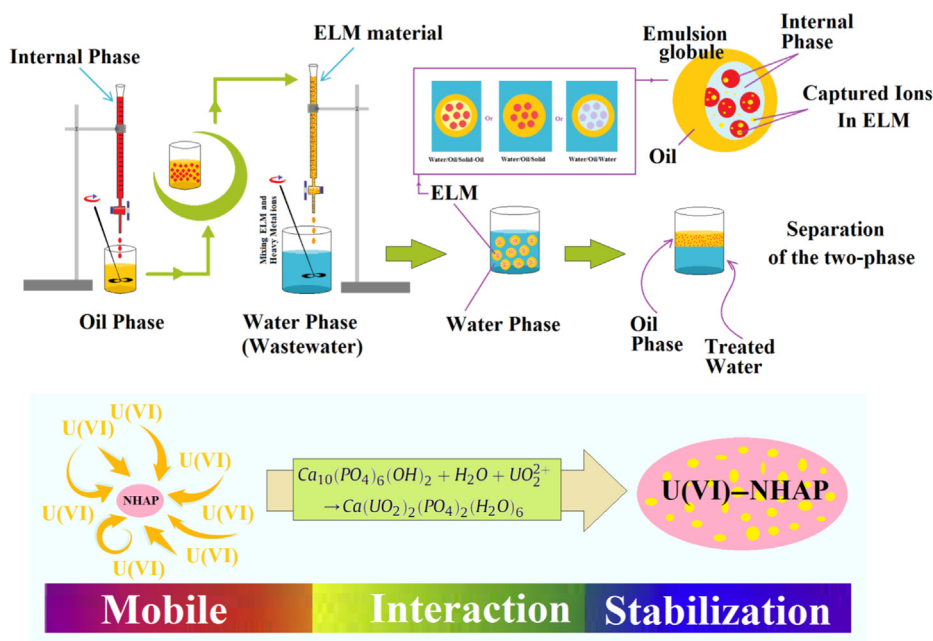 Internal Phase
ELM material
Oil Phase
Mixing ELM and
Heavy Metal ions
Water Phase
(Wastewater)
Water/Oil/Solid-Oil
Or
Water/Oil/Solid
Or
Water/Oil/Water
ELM
Water Phase
Emulsion
globule
Internal
Phase
Captured Ions
In ELM
Oil
Separation
of the two-phase
Oil
Phase
Treated
Water
U(VI)
U(VI)
U(VI)
U(VI)
U(VI)
U(VI)
U(VI)
U(VI)
NHAP
Ca₁₀(PO₄)₆(OH)₂ + H₂O + UO₂²⁺
→Ca(UO₂)₂(PO₄)₂(H₂O)₆
U(VI)–NHAP
Mobile
Interaction
Stabilization